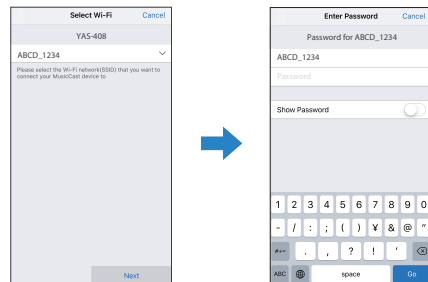 Select Wi-Fi Cancel
YAS-408
ABCD_1234
Please select the Wi-Fi network(SSID) that you want to
connect your MusicCast device to
Next
Enter Password Cancel
Password for ABCD_1234
ABCD_1234
Password
Show Password
1 2 3 4 5 6 7 8 9 0
- / : ; ( ) ¥ & @ "
#+= . , ? ! '
ABC space Go